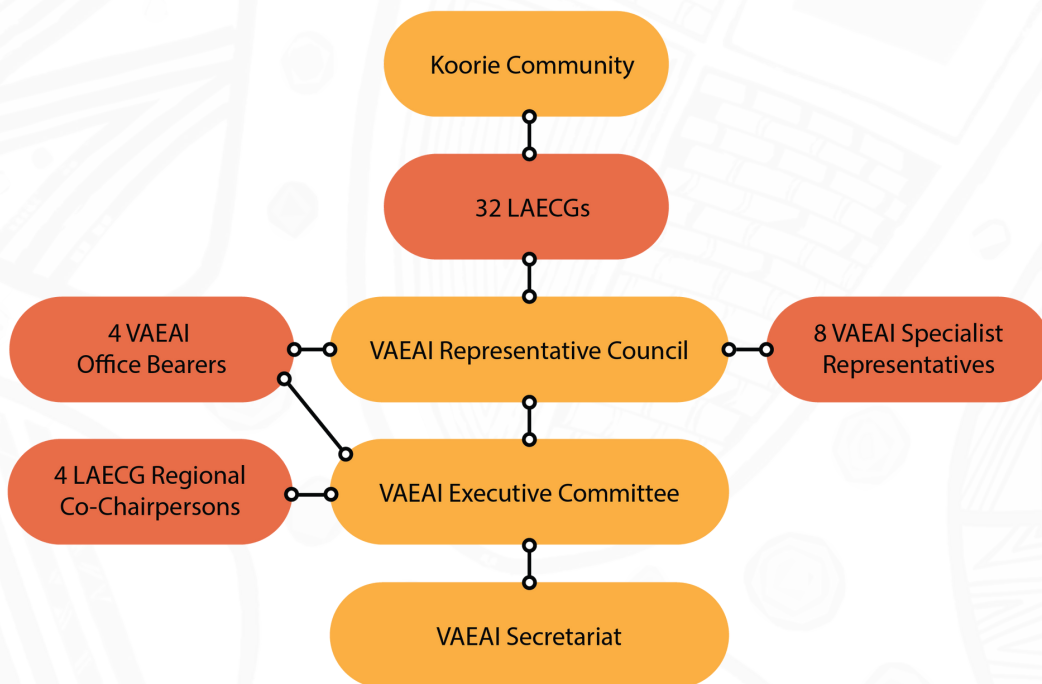 Koorie Community
32 LAECGs
4 VAEAI
Office Bearers
VAEAI Representative Council
8 VAEAI Specialist
Representatives
4 LAECG Regional
Co-Chairpersons
VAEAI Executive Committee
VAEAI Secretariat